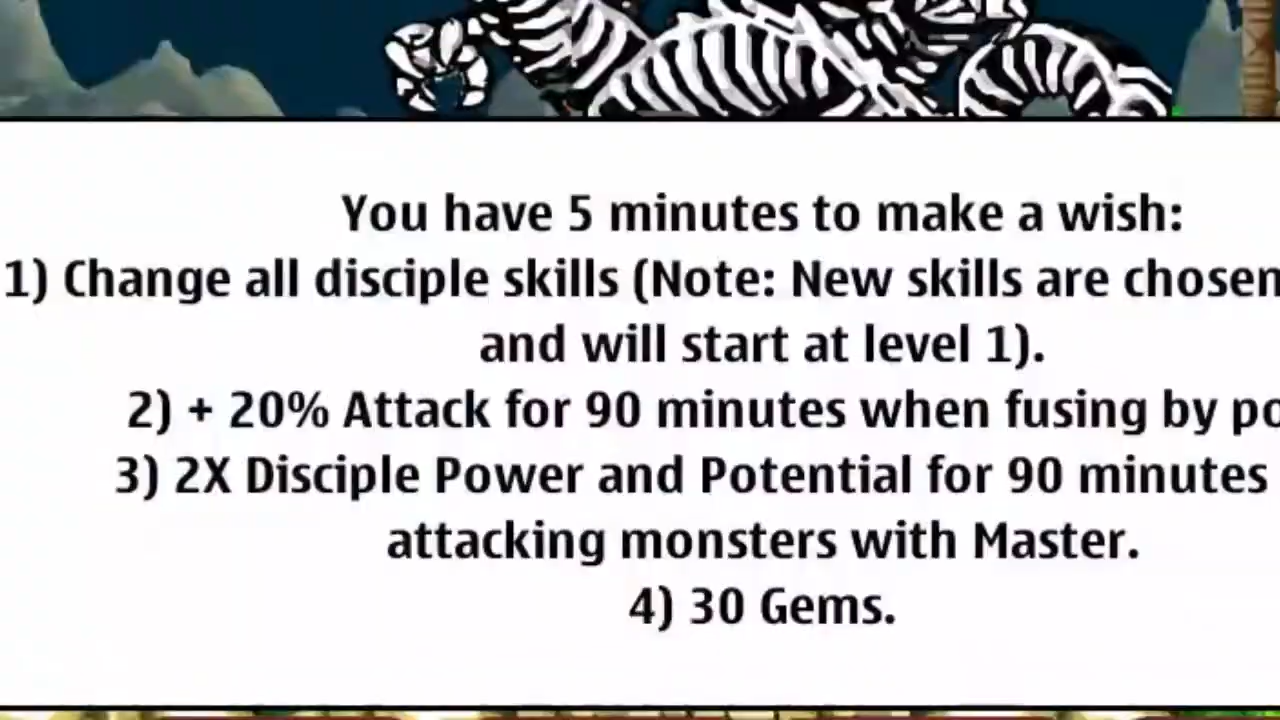 You have 5 minutes to make a wish:
1) Change all disciple skills (Note: New skills are chosen
and will start at level 1).
2) + 20% Attack for 90 minutes when fusing by po
3) 2X Disciple Power and Potential for 90 minutes
attacking monsters with Master.
4) 30 Gems.